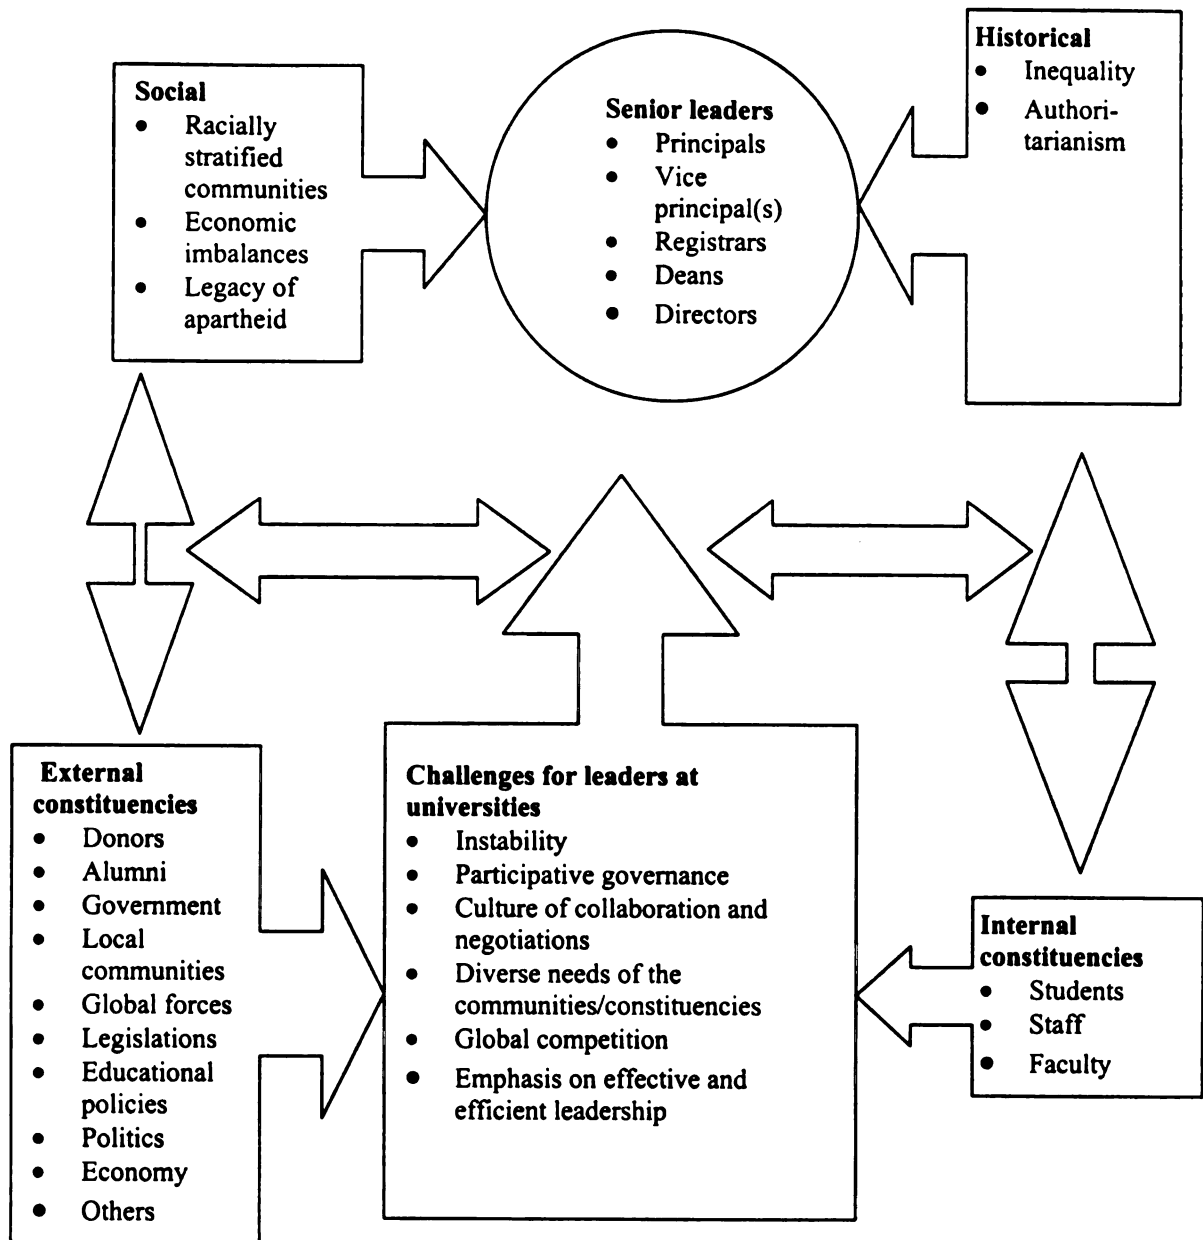 Social
• Racially
stratified
communities
• Economic
imbalances
• Legacy of
apartheid
Senior leaders
• Principals
• Vice
principal(s)
• Registrars
• Deans
• Directors
Historical
• Inequality
• Authori-
tarianism
External
constituencies
• Donors
• Alumni
• Government
• Local
communities
• Global forces
• Legislations
• Educational
policies
• Politics
• Economy
• Others
Challenges for leaders at
universities
• Instability
• Participative governance
• Culture of collaboration and
negotiations
• Diverse needs of the
communities/constituencies
• Global competition
• Emphasis on effective and
efficient leadership
Internal
constituencies
• Students
• Staff
• Faculty